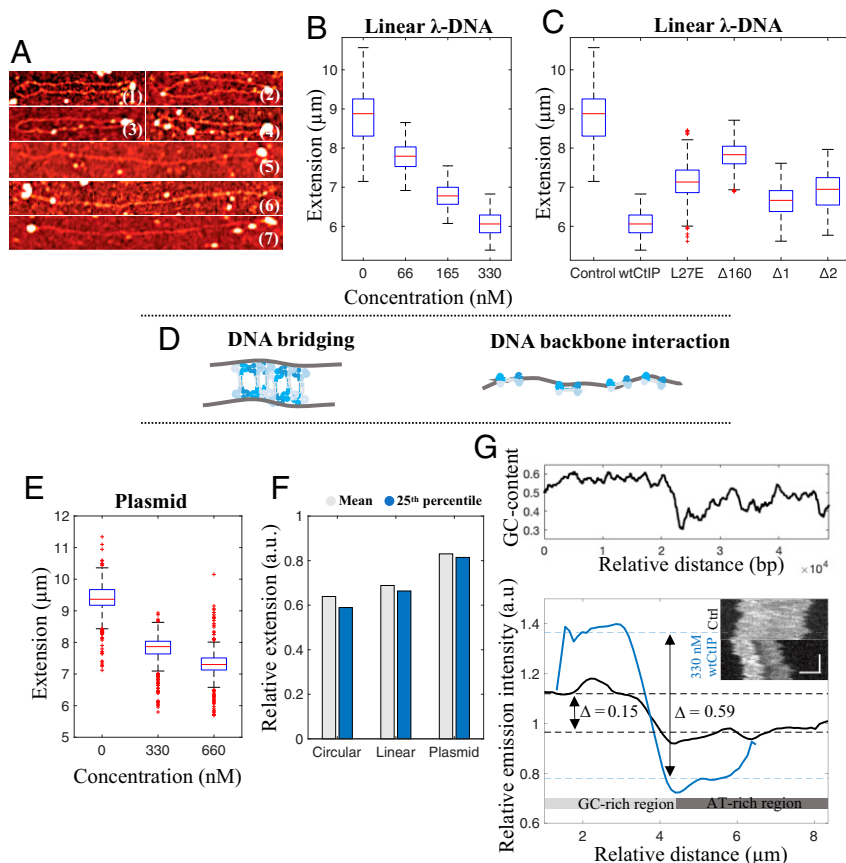 A
(1)
(2)
(3)
(4)
(5)
(6)
(7)
B
Linear λ-DNA
Extension (μm)
10
9
8
7
6
0 66 165 330
Concentration (nM)
C
Linear λ-DNA
Extension (μm)
10
9
8
7
6
Control wtCtIP L27E Δ160 Δ1 Δ2
D
DNA bridging
DNA backbone interaction
E
Plasmid
Extension (μm)
12
11
10
9
8
7
6
5
0 330 660
Concentration (nM)
F
Mean 25th percentile
Relative extension (a.u.)
1
0.8
0.6
0.4
0.2
0
Circular Linear Plasmid
G
GC-content
0.5
0.3
0 1 2 3 4
Relative distance (bp)
×10⁴
Relative emission intensity (a.u)
1.4
1.2
1
0.8
0.6
330 nM
wtCtIP
Ctrl
Δ = 0.15
Δ = 0.59
GC-rich region
AT-rich region
2 4 6 8
Relative distance (μm)